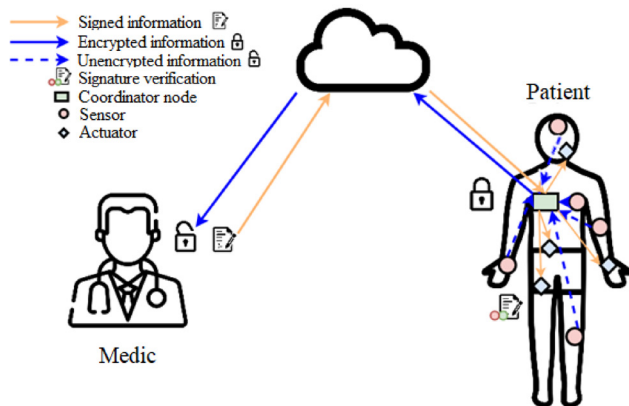 Signed information
Encrypted information
Unencrypted information
Signature verification
Coordinator node
Sensor
Actuator
Patient
Medic